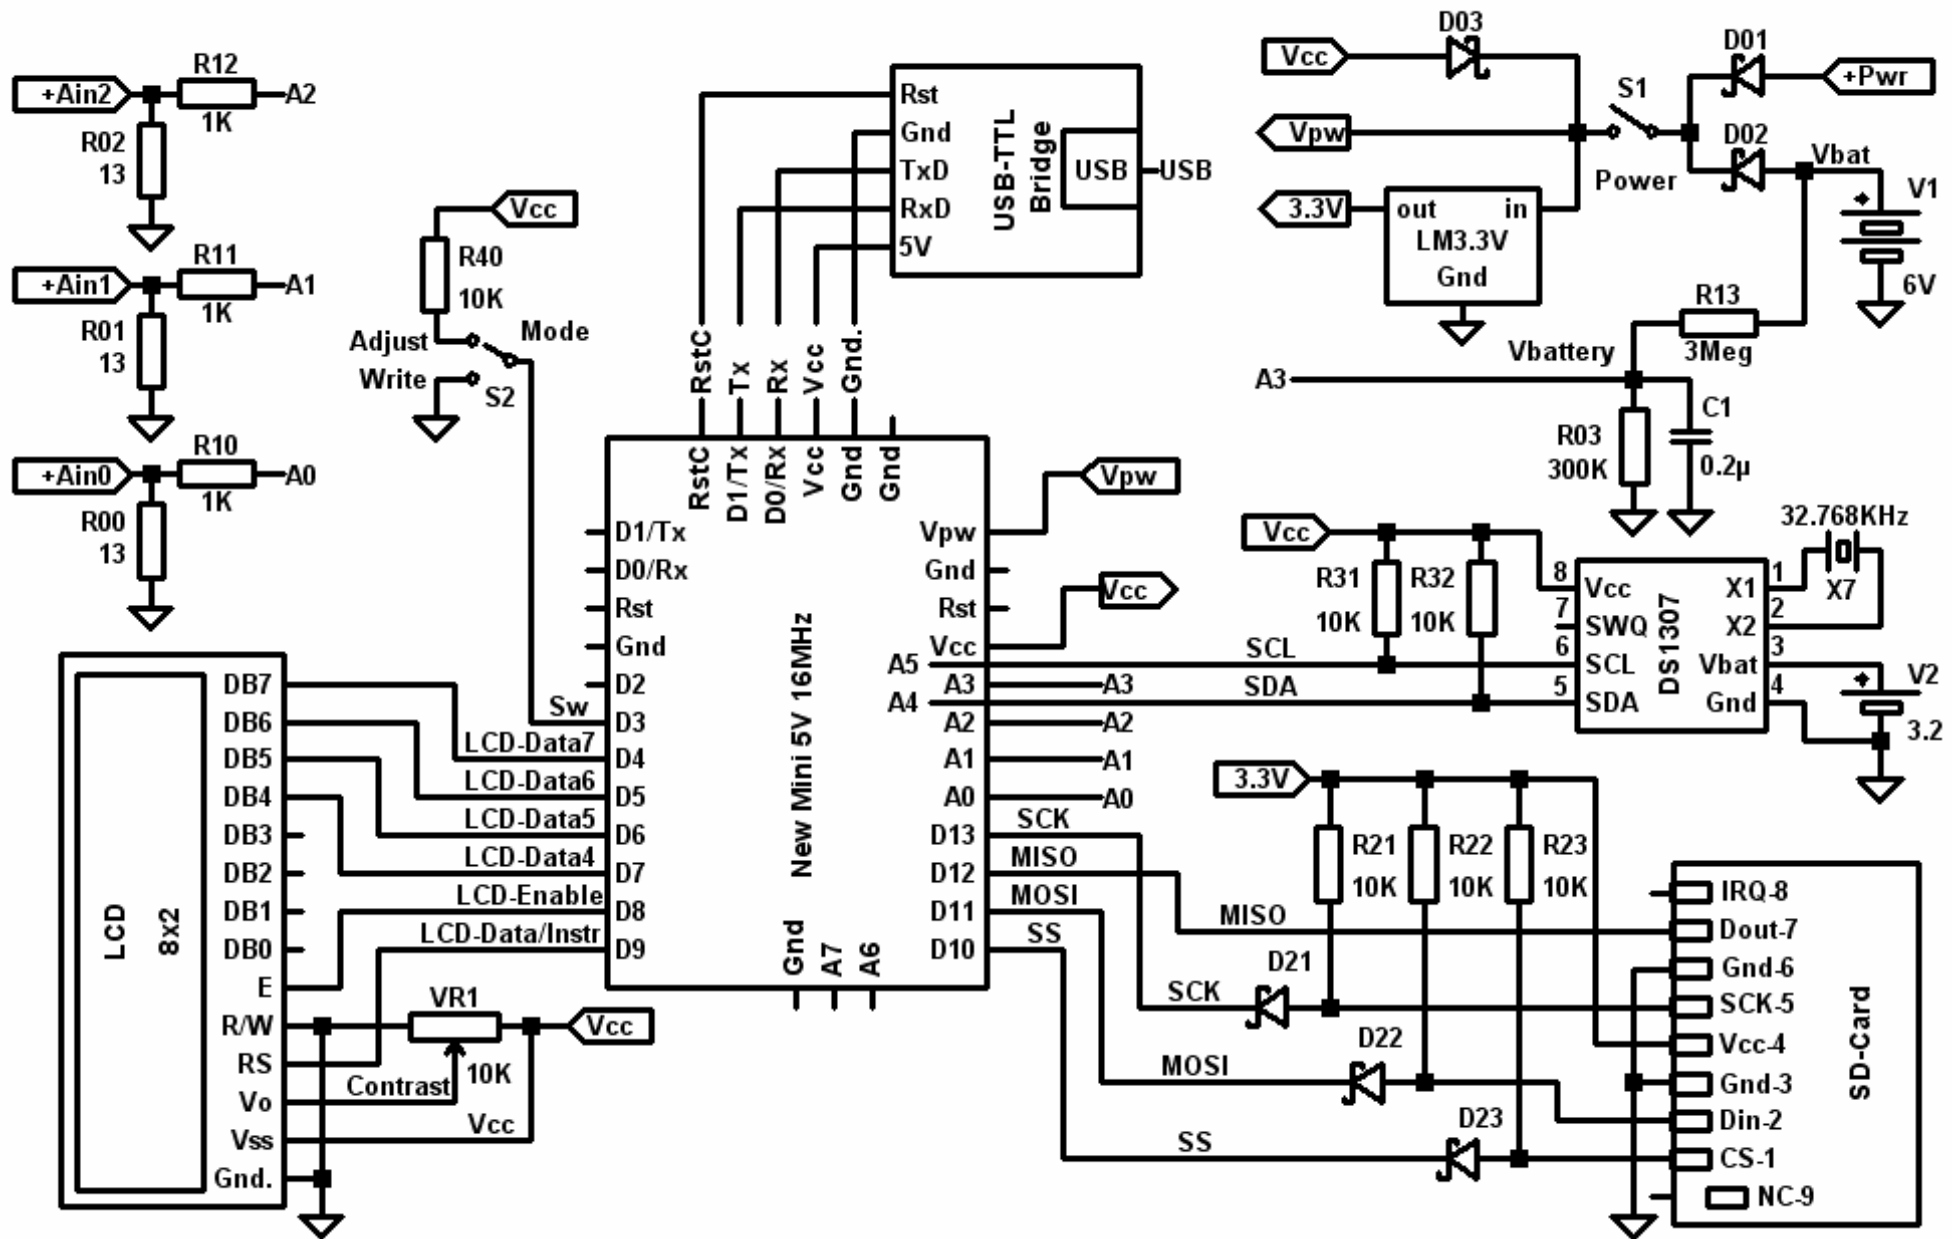 +Ain2
R12
1K
A2
R02
13
+Ain1
R11
1K
A1
R01
13
+Ain0
R10
1K
A0
R00
13
Vcc
R40
10K
Adjust
Write
Mode
S2
Sw
Rst
Gnd
TxD
RxD
5V
USB-TTL
Bridge
USB
USB
RstC
Tx
Rx
Vcc
Gnd.
D03
Vcc
Vpw
3.3V
out
in
LM3.3V
Gnd
S1
Power
D01
+Pwr
D02
Vbat
V1
6V
R13
3Meg
Vbattery
A3
R03
300K
C1
0.2µ
RstC
D1/Tx
D0/Rx
Vcc
Gnd
Gnd
D1/Tx
D0/Rx
Rst
Gnd
D2
D3
D4
D5
D6
D7
D8
D9
New Mini 5V 16MHz
Gnd
A7
A6
Vpw
Gnd
Rst
Vcc
A5
A3
A4
A2
A1
A0
D13
D12
D11
D10
Vpw
Vcc
A3
A2
A1
A0
SCL
SDA
Vcc
R31
10K
R32
10K
8
7
6
5
Vcc
SWQ
SCL
SDA
DS1307
X1
X2
Vbat
Gnd
1
2
3
4
32.768KHz
X7
V2
3.2
LCD
8x2
DB7
DB6
DB5
DB4
DB3
DB2
DB1
DB0
E
R/W
RS
Vo
Vss
Gnd.
LCD-Data7
LCD-Data6
LCD-Data5
LCD-Data4
LCD-Enable
LCD-Data/Instr
VR1
10K
Vcc
Contrast
Vcc
SCK
MISO
MOSI
SS
3.3V
R21
10K
R22
10K
R23
10K
MISO
D21
SCK
D22
MOSI
D23
SS
IRQ-8
Dout-7
Gnd-6
SCK-5
Vcc-4
Gnd-3
Din-2
CS-1
NC-9
SD-Card